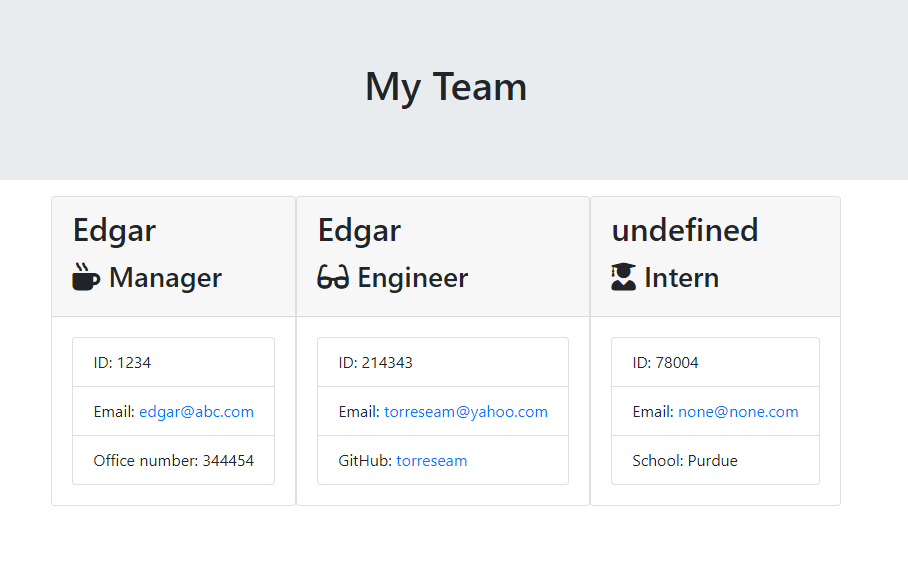 My Team
Edgar
Manager
ID: 1234
Email: edgar@abc.com
Office number: 344454
Edgar
Engineer
ID: 214343
Email: torreseam@yahoo.com
GitHub: torreseam
undefined
Intern
ID: 78004
Email: none@none.com
School: Purdue